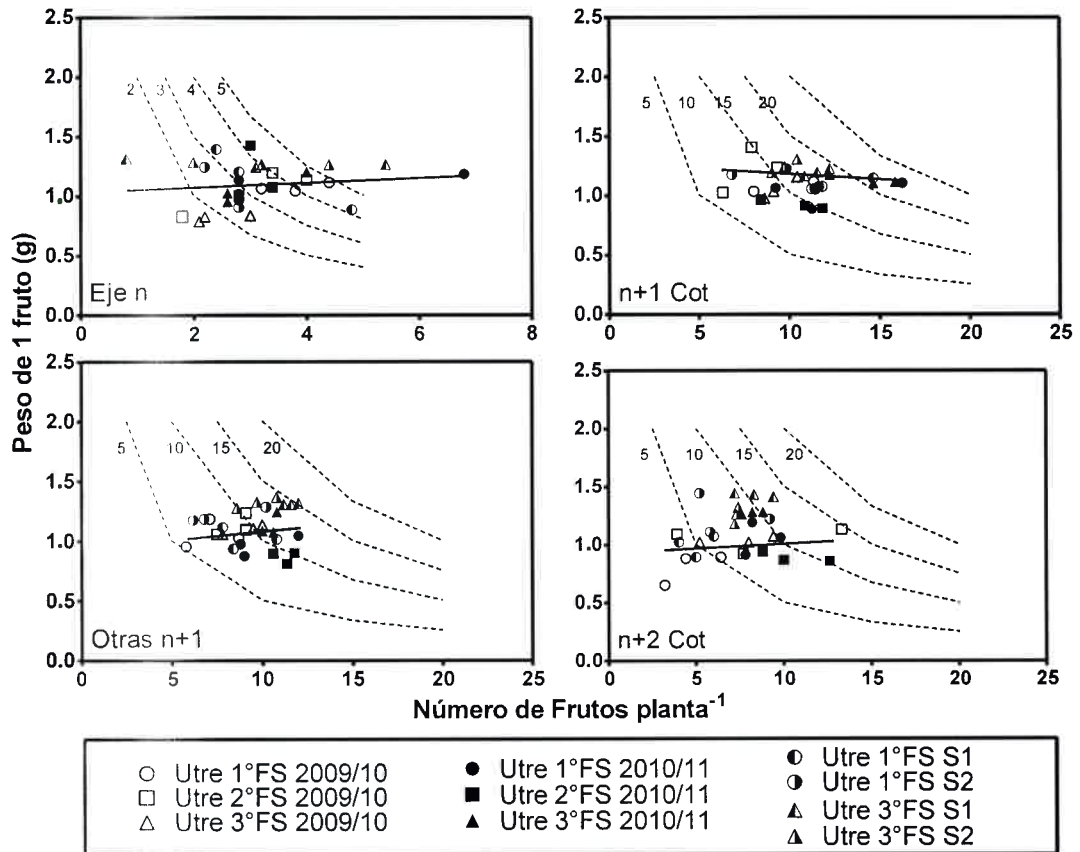 Peso de 1 fruto (g)
2.5
2.0
1.5
1.0
0.5
0.0
2 3 4 5
Eje n
0 2 4 6 8
2.5
2.0
1.5
1.0
0.5
0.0
5 10 15 20
n+1 Cot
0 5 10 15 20 25
2.5
2.0
1.5
1.0
0.5
0.0
5 10 15 20
Otras n+1
0 5 10 15 20 25
2.5
2.0
1.5
1.0
0.5
0.0
5 10 15 20
n+2 Cot
0 5 10 15 20 25
Número de Frutos planta⁻¹
Utre 1°FS 2009/10
Utre 2°FS 2009/10
Utre 3°FS 2009/10
Utre 1°FS 2010/11
Utre 2°FS 2010/11
Utre 3°FS 2010/11
Utre 1°FS S1
Utre 1°FS S2
Utre 3°FS S1
Utre 3°FS S2